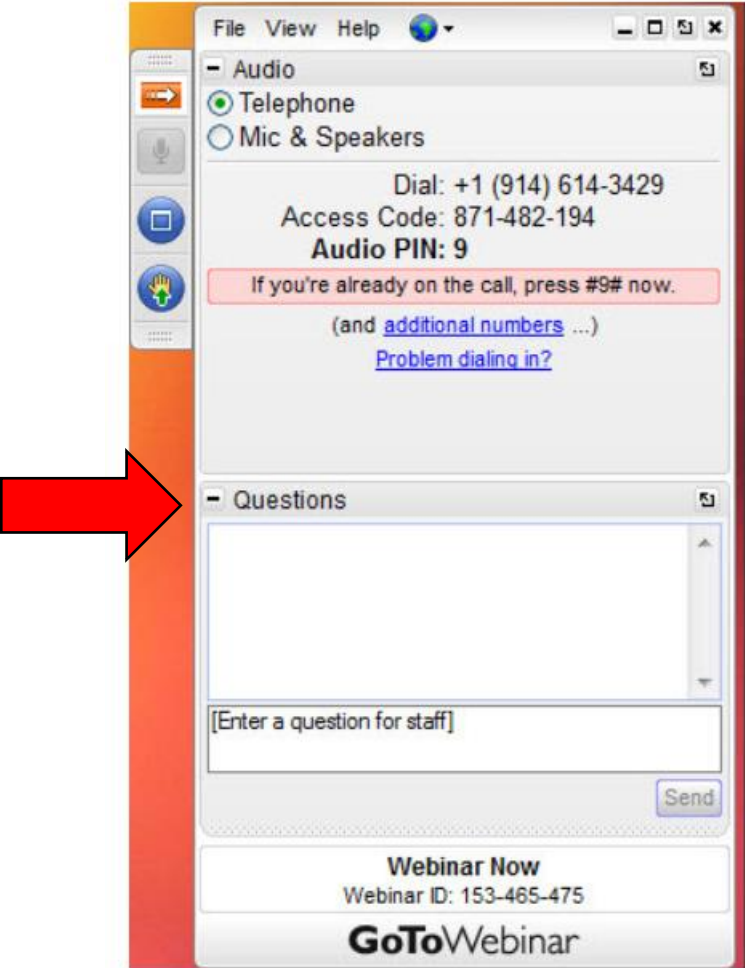 File View Help
Audio
Telephone
Mic & Speakers
Dial: +1 (914) 614-3429
Access Code: 871-482-194
Audio PIN: 9
If you're already on the call, press #9# now.
(and additional numbers ...)
Problem dialing in?
Questions
[Enter a question for staff]
Send
Webinar Now
Webinar ID: 153-465-475
GoToWebinar